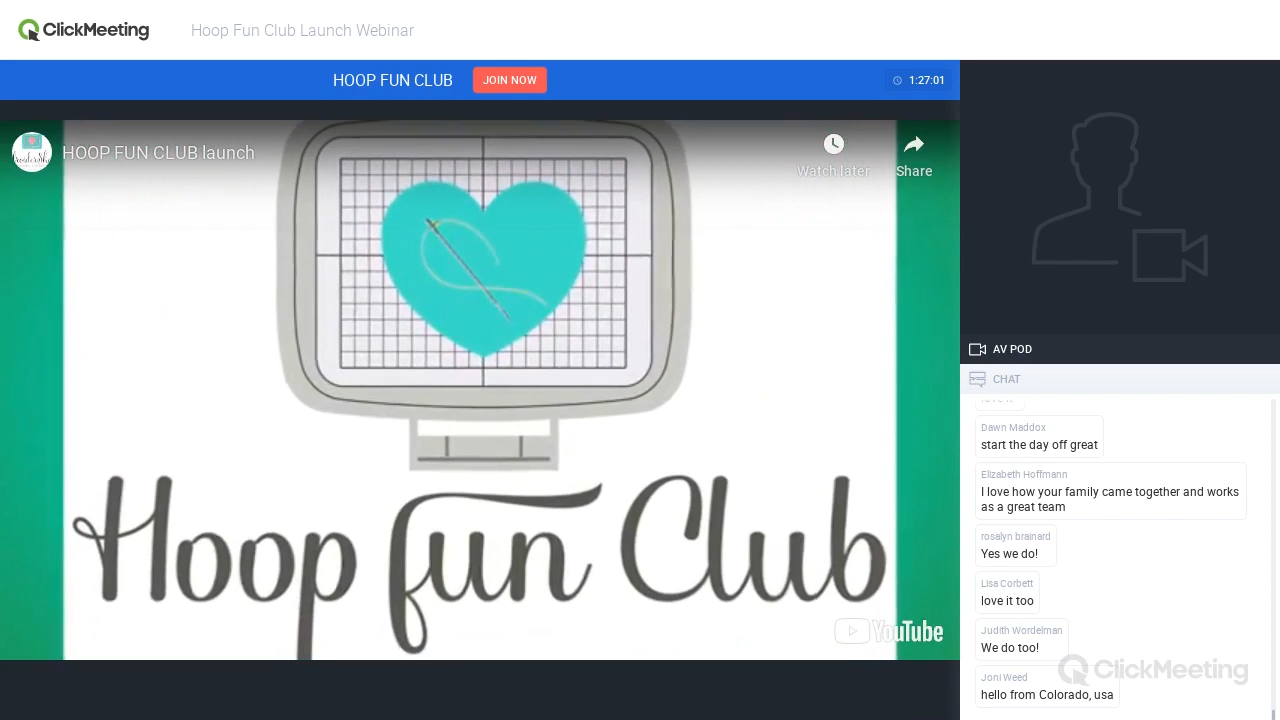 ClickMeeting
Hoop Fun Club Launch Webinar
HOOP FUN CLUB
JOIN NOW
1:27:01
HOOP FUN CLUB launch
Watch later
Share
Hoop fun Club
YouTube
AV POD
CHAT
Dawn Maddox
start the day off great
Elizabeth Hoffmann
I love how your family came together and works
as a great team
rosalyn brainard
Yes we do!
Lisa Corbett
love it too
Judith Wordelman
We do too!
Joni Weed
hello from Colorado, usa
ClickMeeting